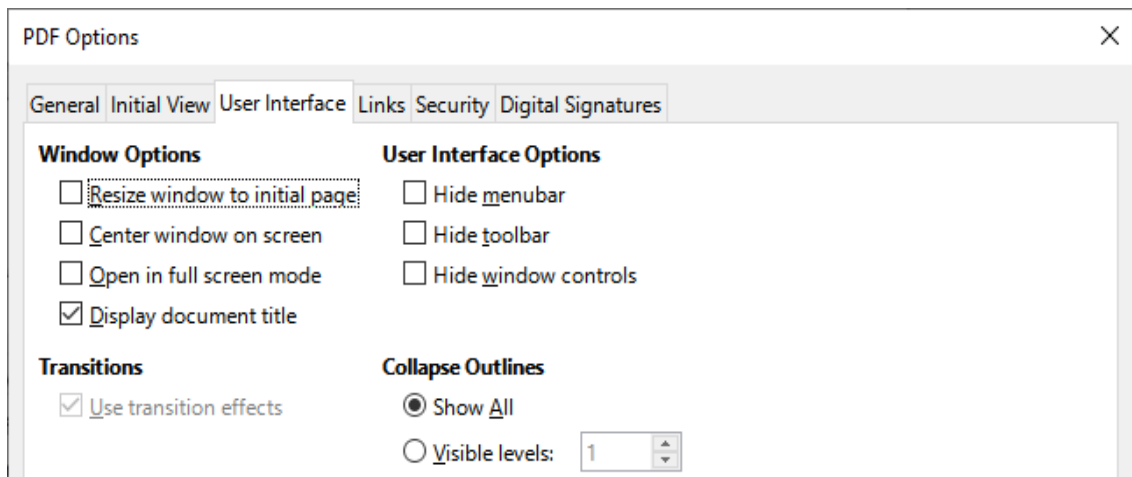 PDF Options
General Initial View User Interface Links Security Digital Signatures
Window Options
Resize window to initial page
Center window on screen
Open in full screen mode
Display document title
User Interface Options
Hide menubar
Hide toolbar
Hide window controls
Transitions
Use transition effects
Collapse Outlines
Show All
Visible levels: 1